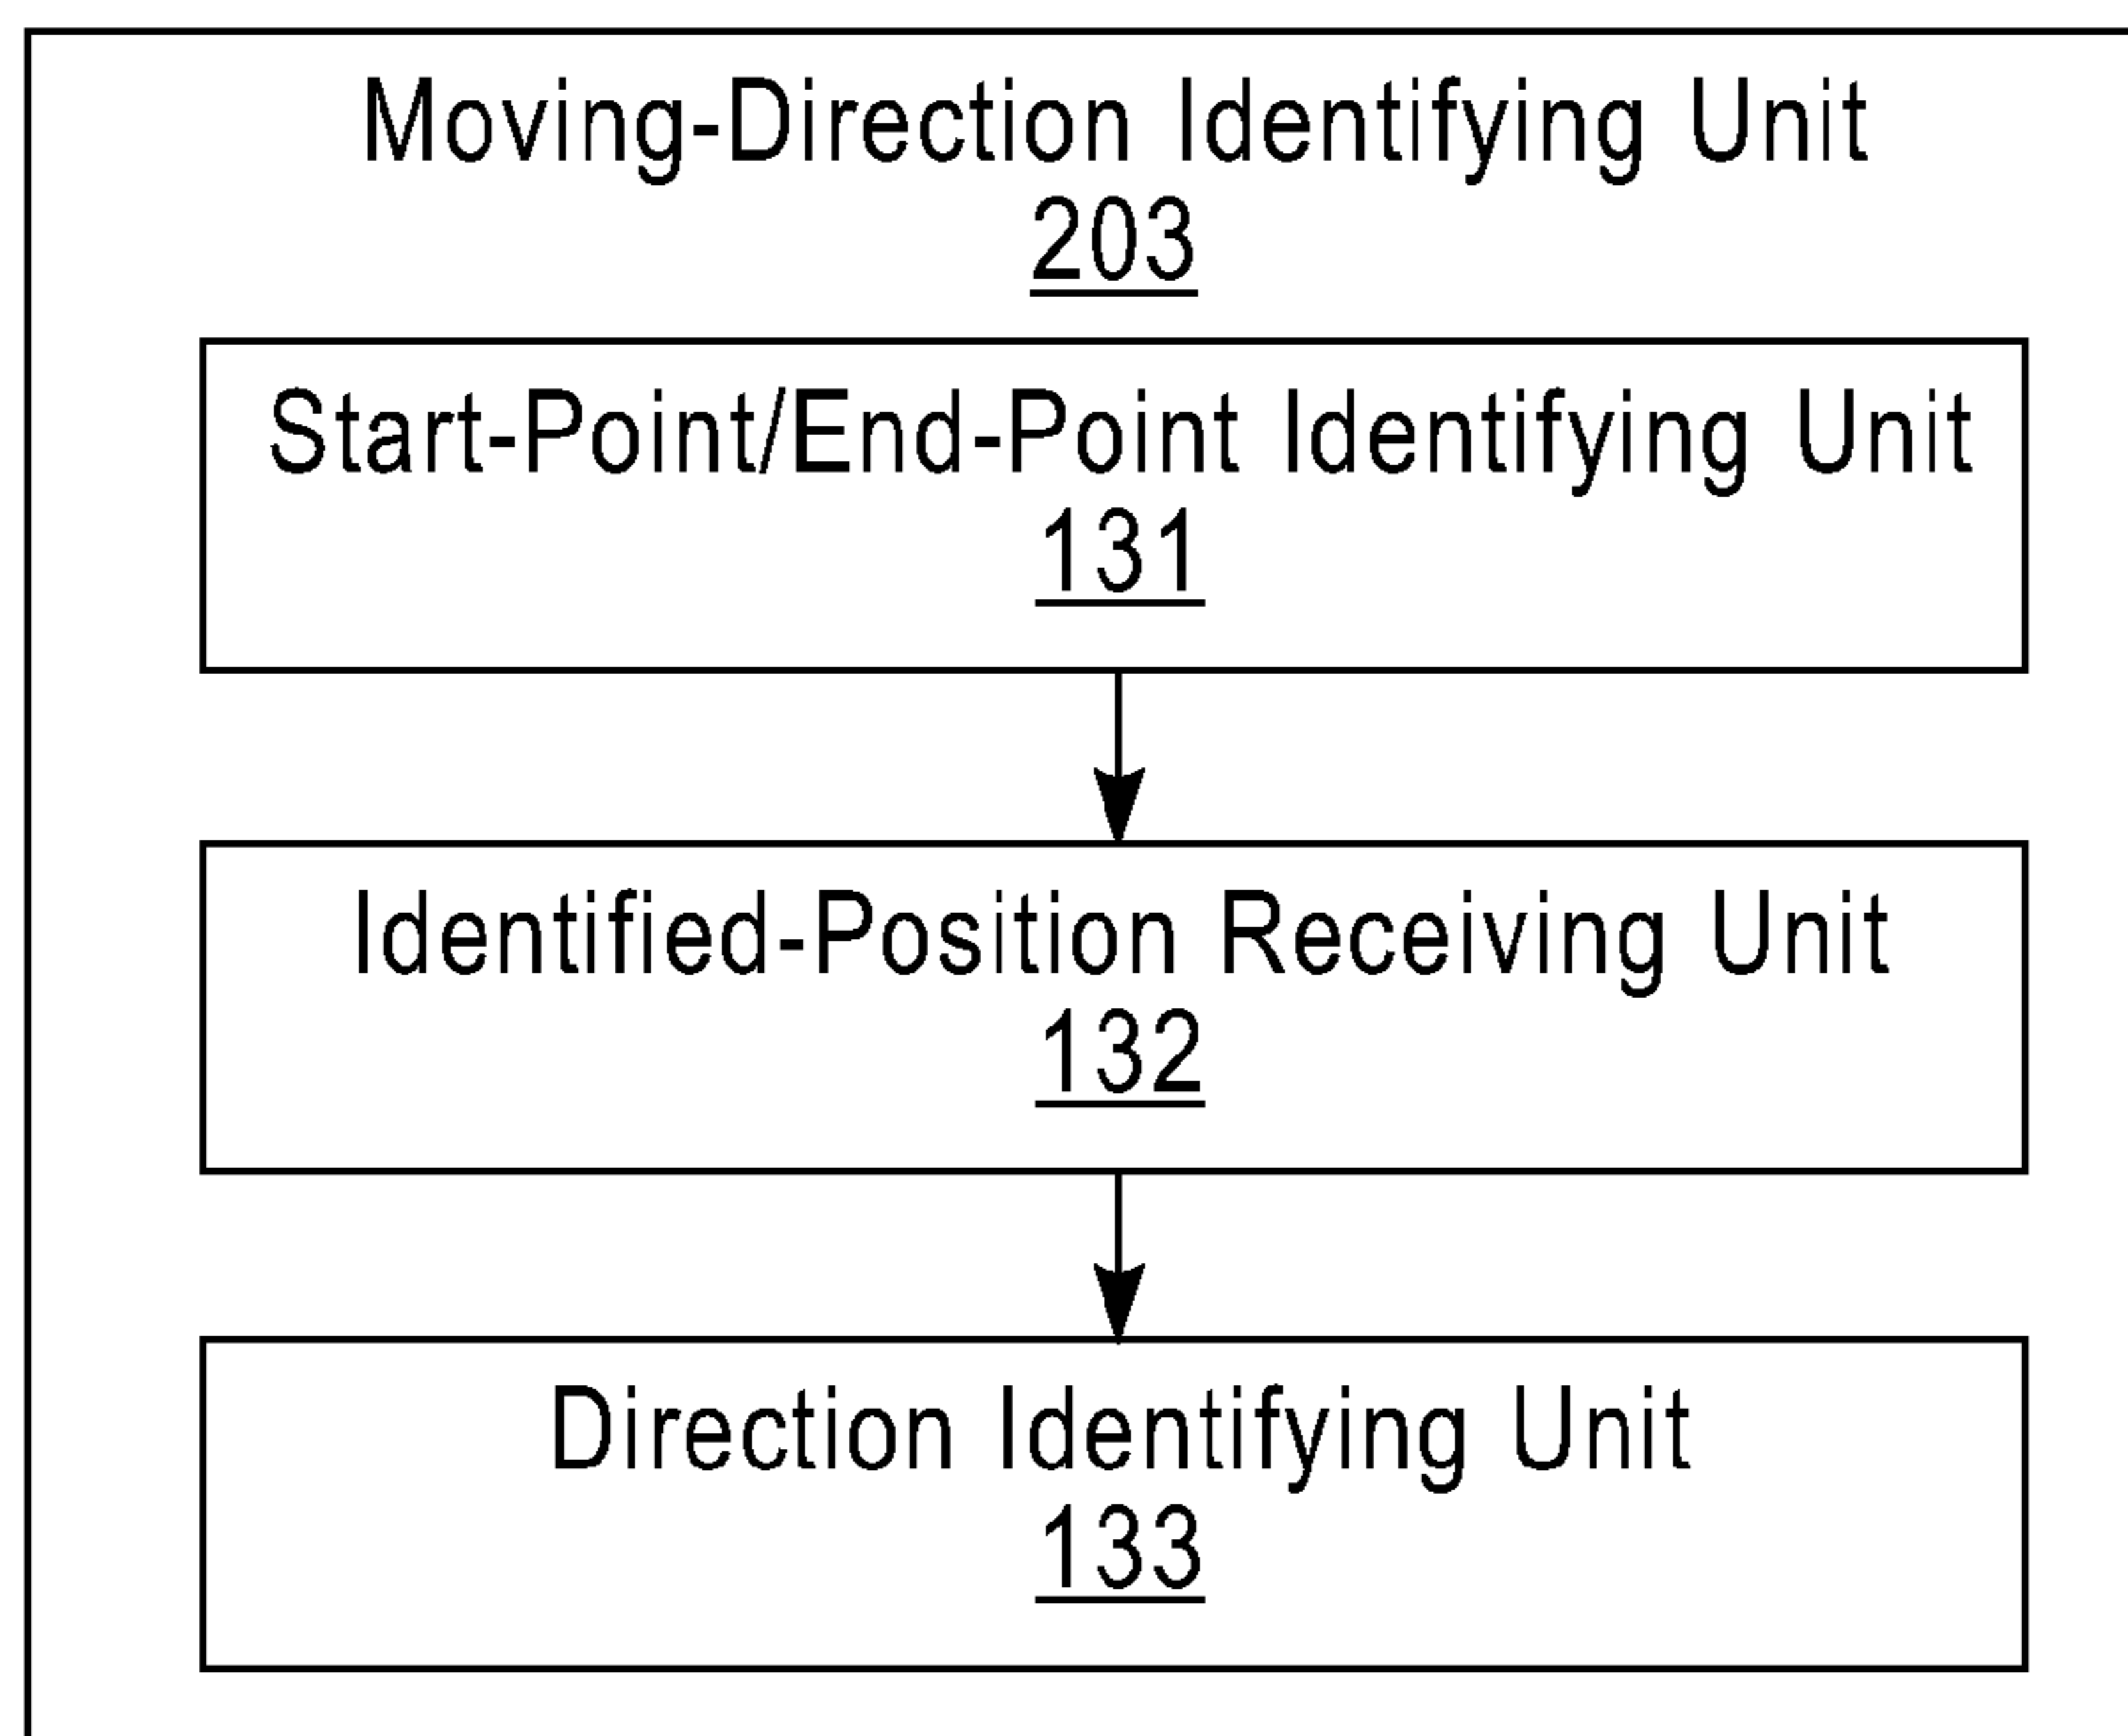 Moving-Direction Identifying Unit
203
Start-Point/End-Point Identifying Unit
131
Identified-Position Receiving Unit
132
Direction Identifying Unit
133